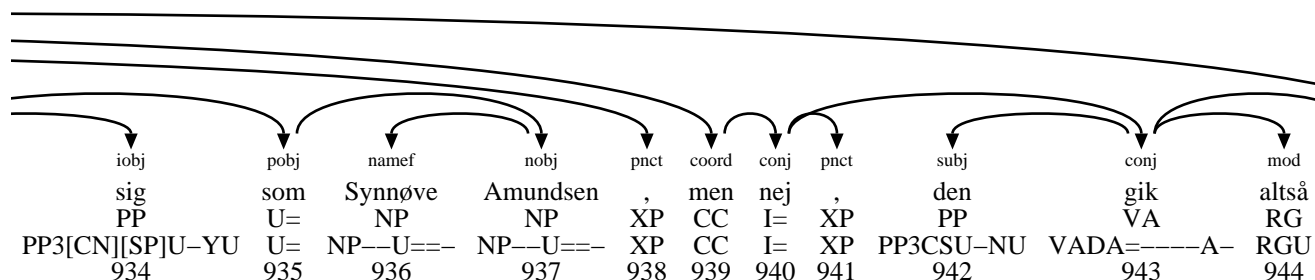 iobj pobj namef nobj pnct coord conj pnct subj conj mod
sig som Synnøve Amundsen , men nej , den gik altså
PP U= NP NP XP CC I= XP PP VA RG
PP3[CN][SP]U−YU U= NP−−U==− NP−−U==− XP CC I= XP PP3CSU−NU VADA=−−−−A− RGU
934 935 936 937 938 939 940 941 942 943 944